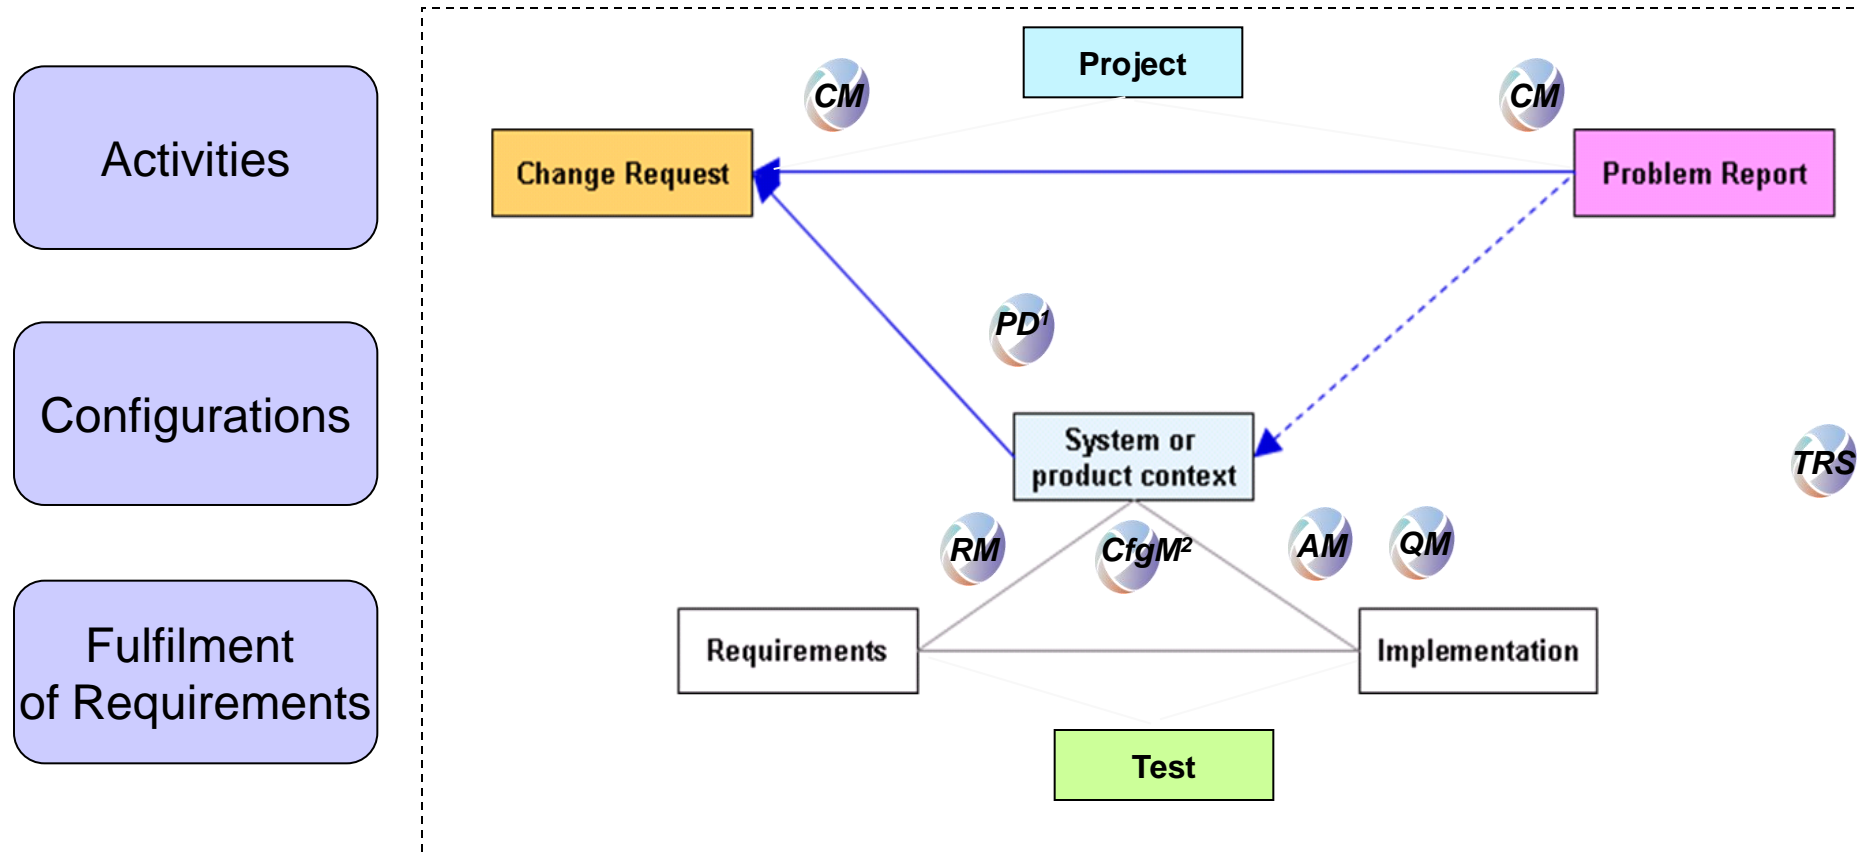 Activities
Configurations
Fulfilment
of Requirements
Project
CM
CM
Change Request
Problem Report
PD¹
System or
product context
TRS
RM
CfgM²
AM
QM
Requirements
Implementation
Test